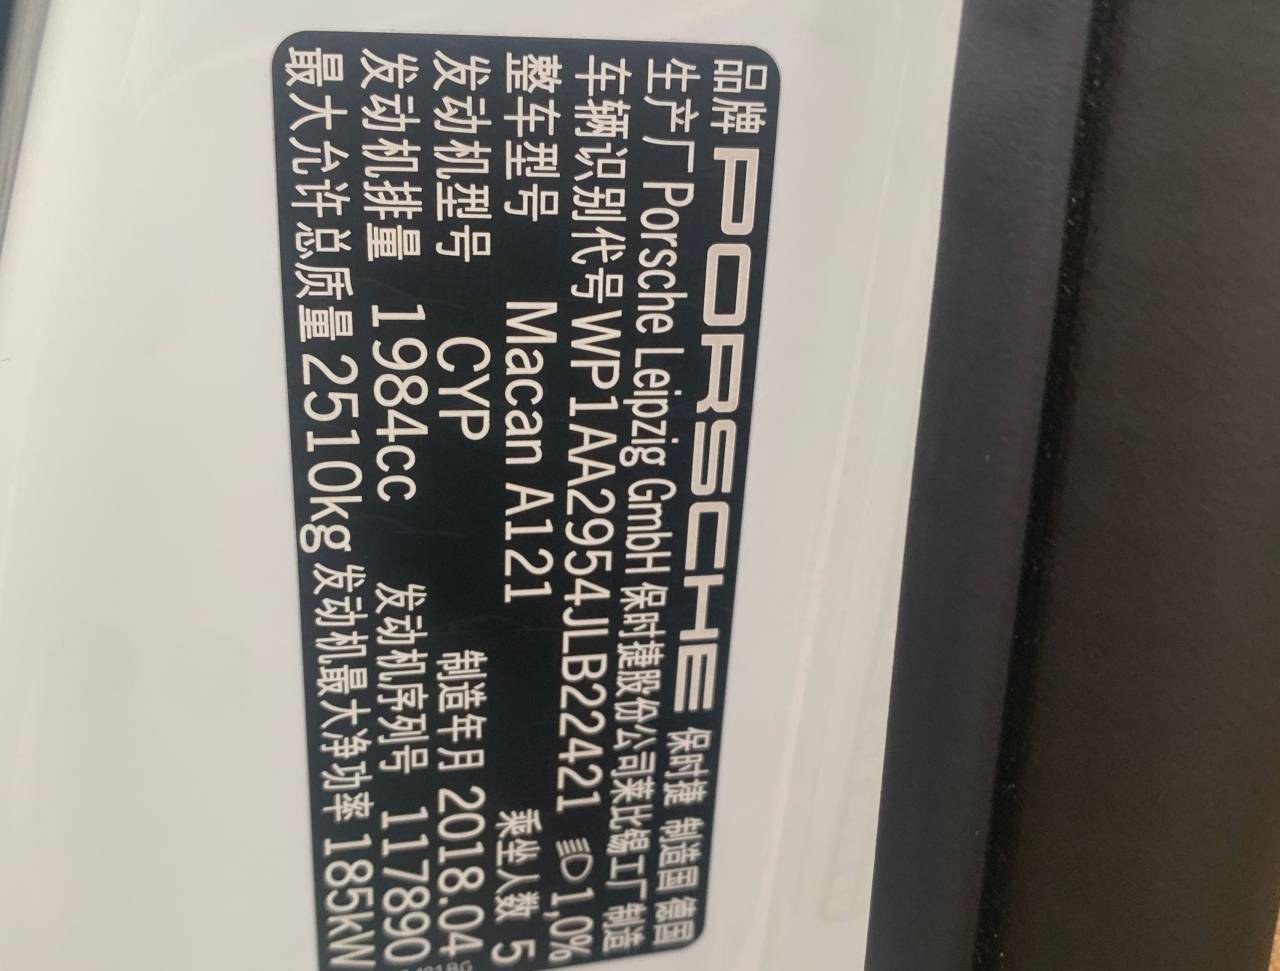 品牌 PORSCHE 保时捷 制造国 德国
生产厂 Porsche Leipzig GmbH 保时捷股份公司莱比锡工厂制造
车辆识别代号 WP1AA2954JLB22421 1,0%
整车型号 Macan A121 乘坐人数 5
发动机型号 CYP 制造年月 2018.04
发动机排量 1984cc 发动机序列号 117890
最大允许总质量 2510kg 发动机最大净功率 185kW